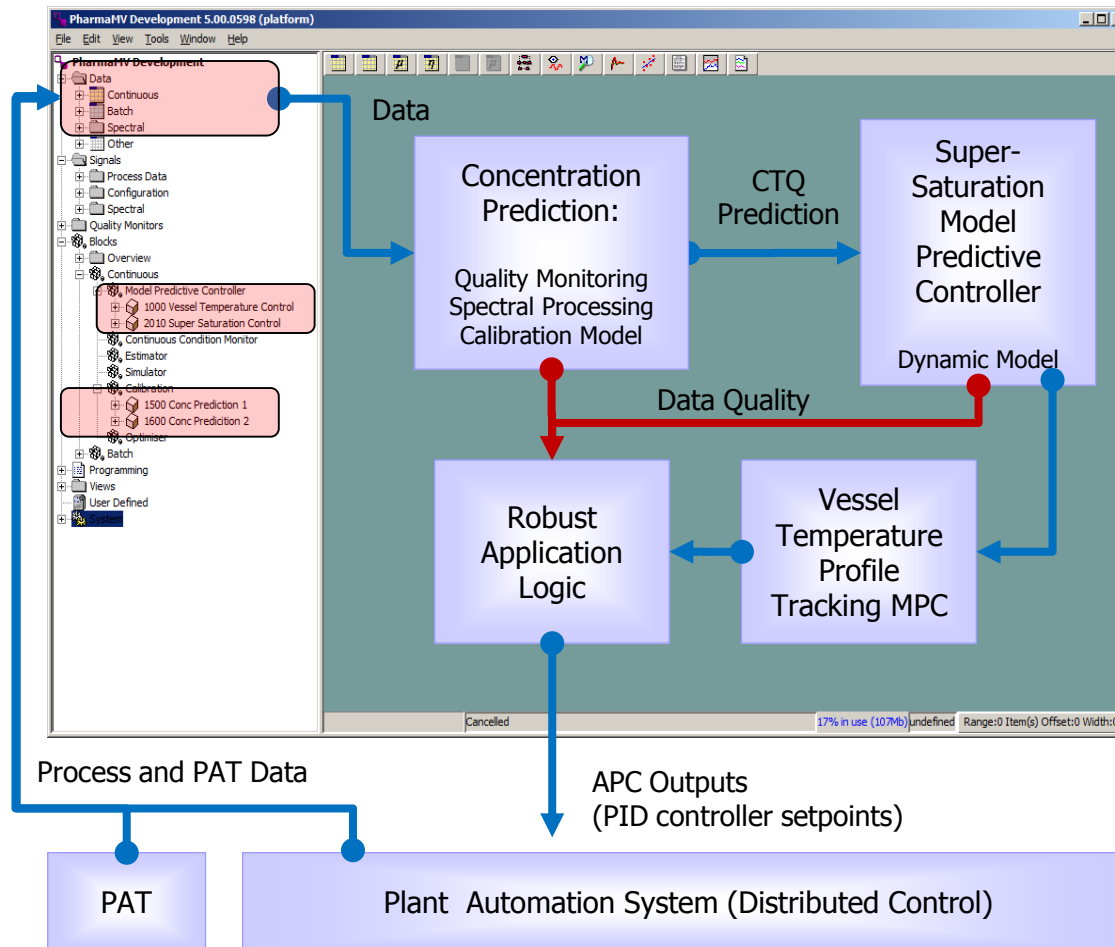 PharmaMV Development 5.00.0598 (platform)
File Edit View Tools Window Help
PharmaMV Development
Data
Continuous
Batch
Spectral
Other
Signals
Process Data
Configuration
Spectral
Quality Monitors
Blocks
Overview
Continuous
Model Predictive Controller
1000 Vessel Temperature Control
2010 Super Saturation Control
Continuous Condition Monitor
Estimator
Simulator
Calibration
1500 Conc Prediction 1
1600 Conc Predicition 2
Optimiser
Batch
Programming
Views
User Defined
System
Data
Concentration
Prediction:
Quality Monitoring
Spectral Processing
Calibration Model
CTQ
Prediction
Super-
Saturation
Model
Predictive
Controller
Dynamic Model
Data Quality
Robust
Application
Logic
Vessel
Temperature
Profile
Tracking MPC
Cancelled
17% in use (107Mb)
undefined
Range:0 Item(s) Offset:0 Width:0
Process and PAT Data
APC Outputs
(PID controller setpoints)
PAT
Plant Automation System (Distributed Control)